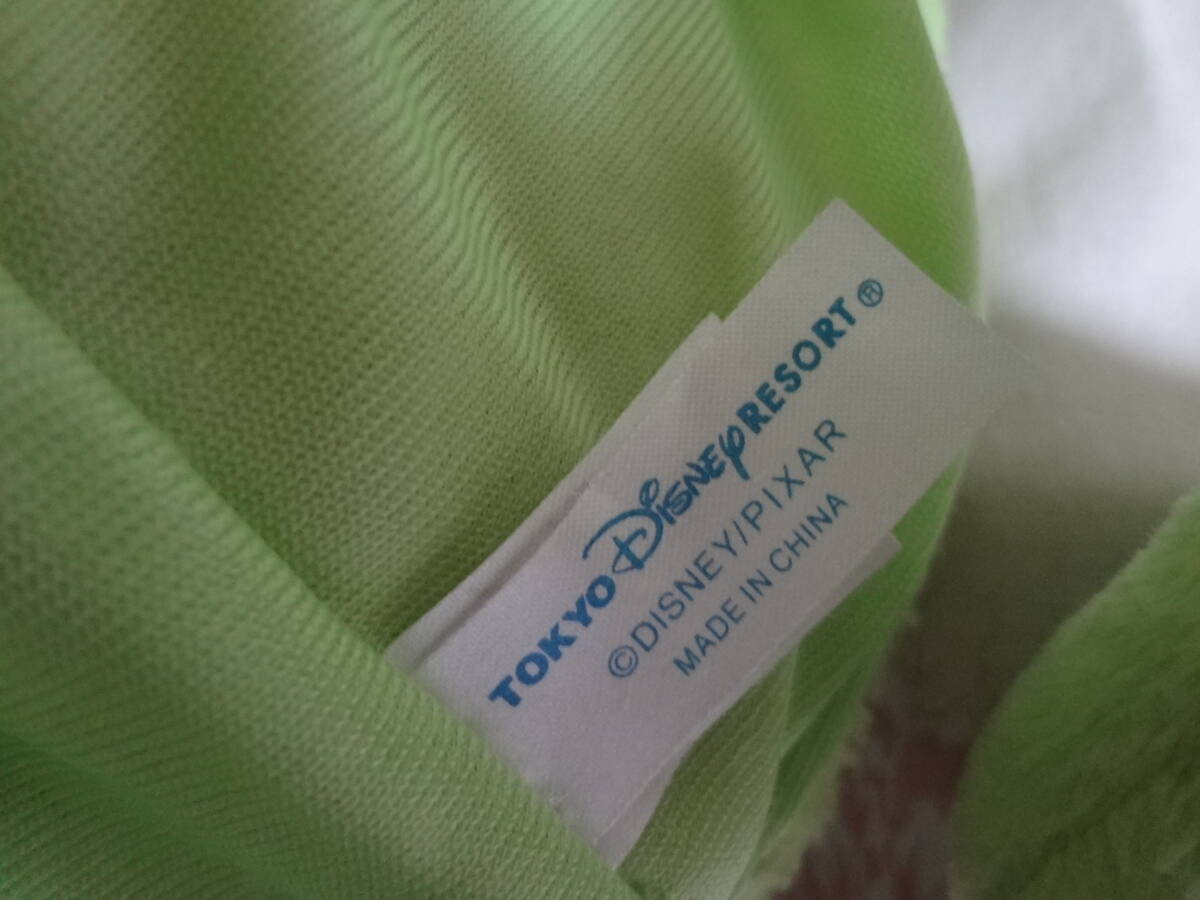 TOKYO DISNEY RESORT®
©DISNEY/PIXAR
MADE IN CHINA